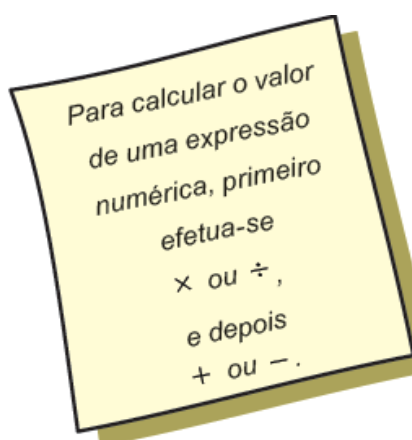 Para calcular o valor
de uma expressão
numérica, primeiro
efetua-se
× ou ÷ ,
e depois
+ ou − .